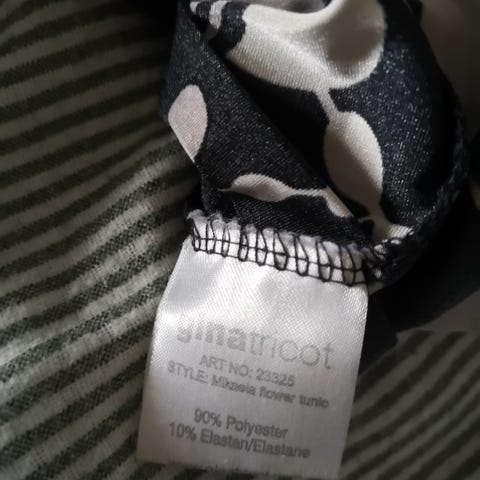 ginatricot
ART NO: 23325
STYLE: Mikaela flower tunic
90% Polyester
10% Elastan/Elastane